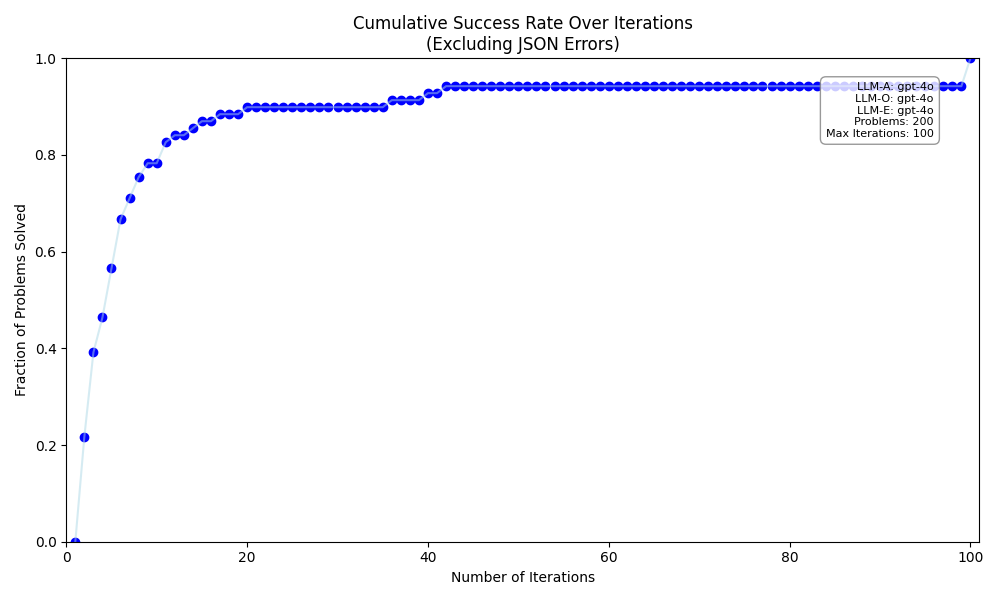 Cumulative Success Rate Over Iterations
(Excluding JSON Errors)
1.0
0.8
0.6
0.4
0.2
0.0
Fraction of Problems Solved
LLM-A: gpt-4o
LLM-O: gpt-4o
LLM-E: gpt-4o
Problems: 200
Max Iterations: 100
0 20 40 60 80 100
Number of Iterations